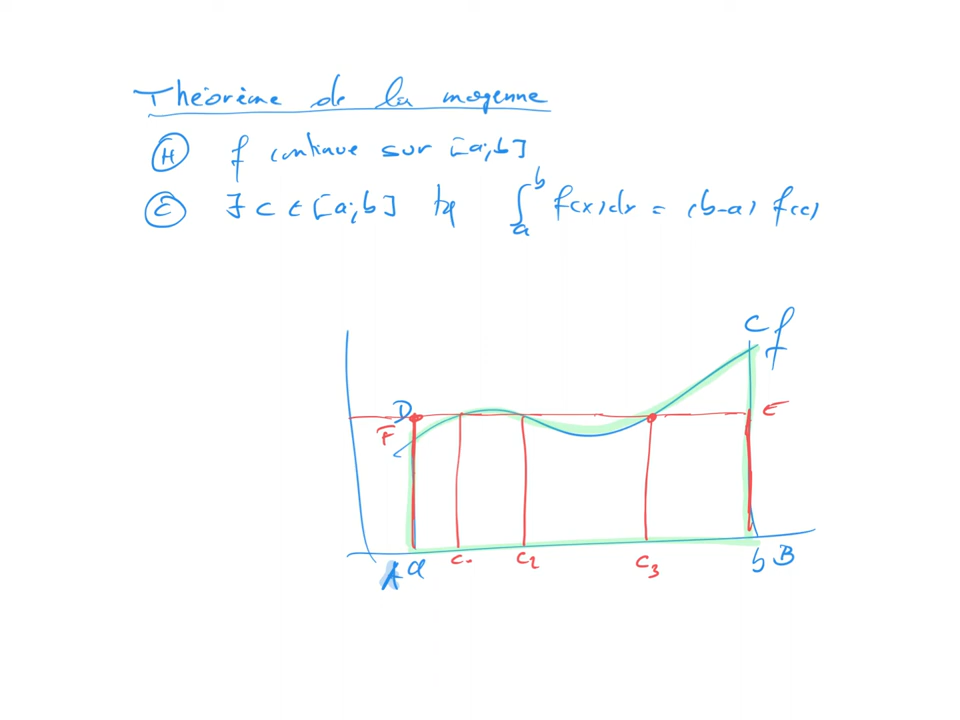 Théorème de la moyenne
(H) f continue sur [a;b]
(C) ∃ c ∈ [a;b] tq ∫_a^b f(x)dx = (b-a) f(c)
C f
D E
F
A a c₁ c₂ c₃ b B